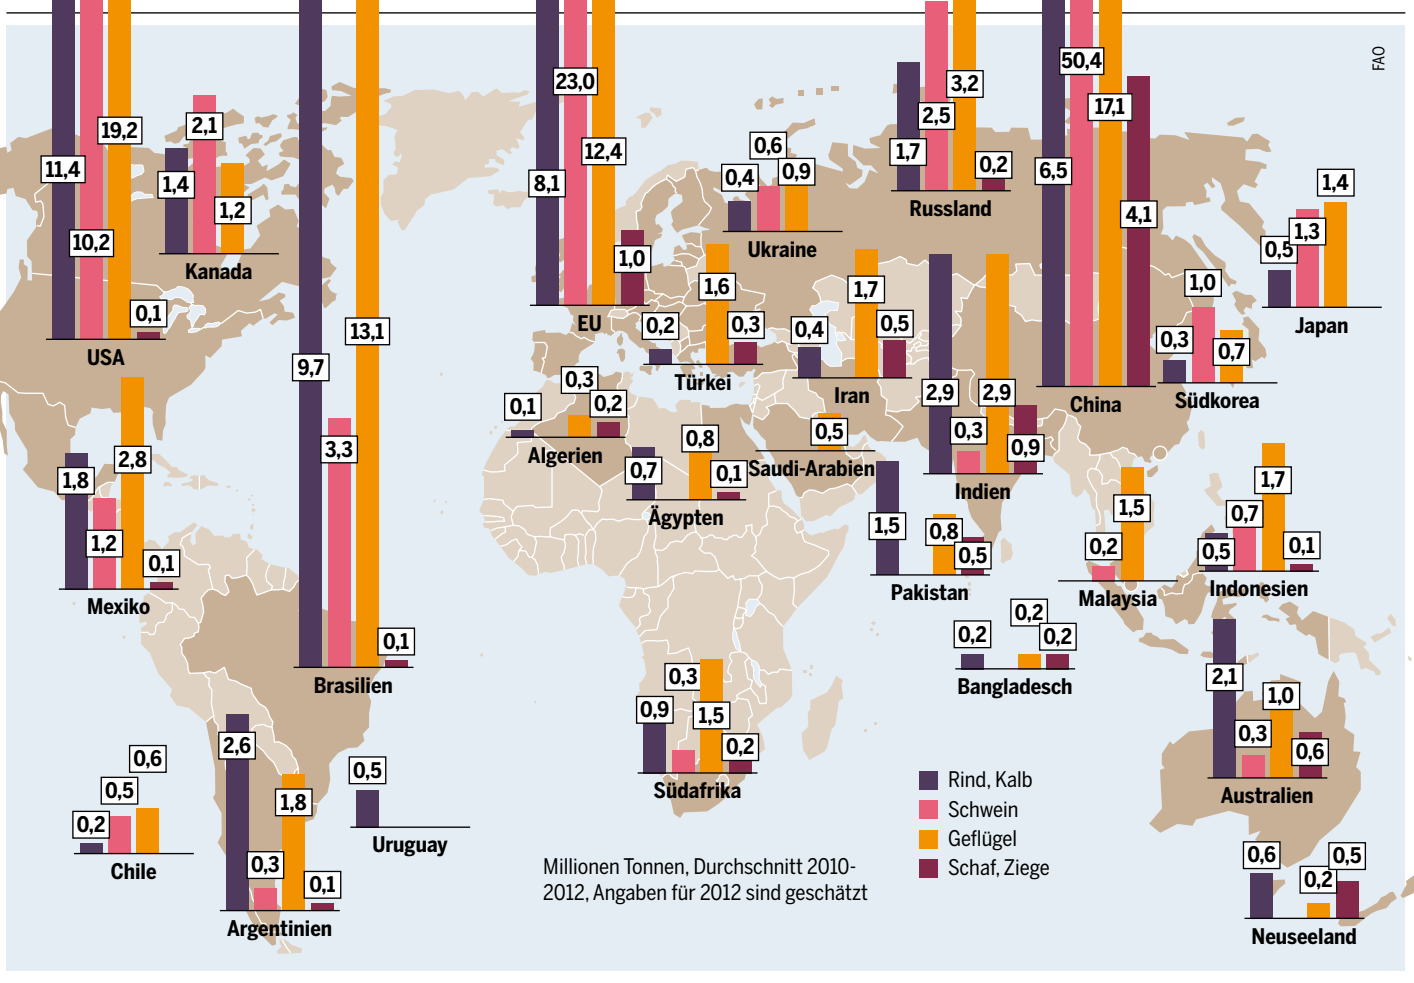 FAO
11,4
10,2
19,2
0,1
USA
1,4
2,1
1,2
Kanada
9,7
3,3
13,1
0,1
Brasilien
8,1
23,0
12,4
1,0
EU
0,4
0,6
0,9
Ukraine
1,7
2,5
3,2
0,2
Russland
6,5
50,4
17,1
4,1
China
0,5
1,3
1,4
Japan
0,3
1,0
0,7
Südkorea
0,2
1,6
0,3
Türkei
0,4
1,7
0,5
Iran
2,9
0,3
2,9
0,9
Indien
0,1
0,3
0,2
Algerien
0,7
0,8
0,1
Ägypten
0,5
Saudi-Arabien
1,5
0,8
0,5
Pakistan
1,8
1,2
2,8
0,1
Mexiko
0,2
1,5
Malaysia
0,5
0,7
1,7
0,1
Indonesien
0,2
0,2
0,2
Bangladesch
0,9
0,3
1,5
0,2
Südafrika
2,1
0,3
1,0
0,6
Australien
0,2
0,5
0,6
Chile
2,6
0,3
1,8
0,1
Argentinien
0,5
Uruguay
0,6
0,2
0,5
Neuseeland
Rind, Kalb
Schwein
Geflügel
Schaf, Ziege
Millionen Tonnen, Durchschnitt 2010-
2012, Angaben für 2012 sind geschätzt